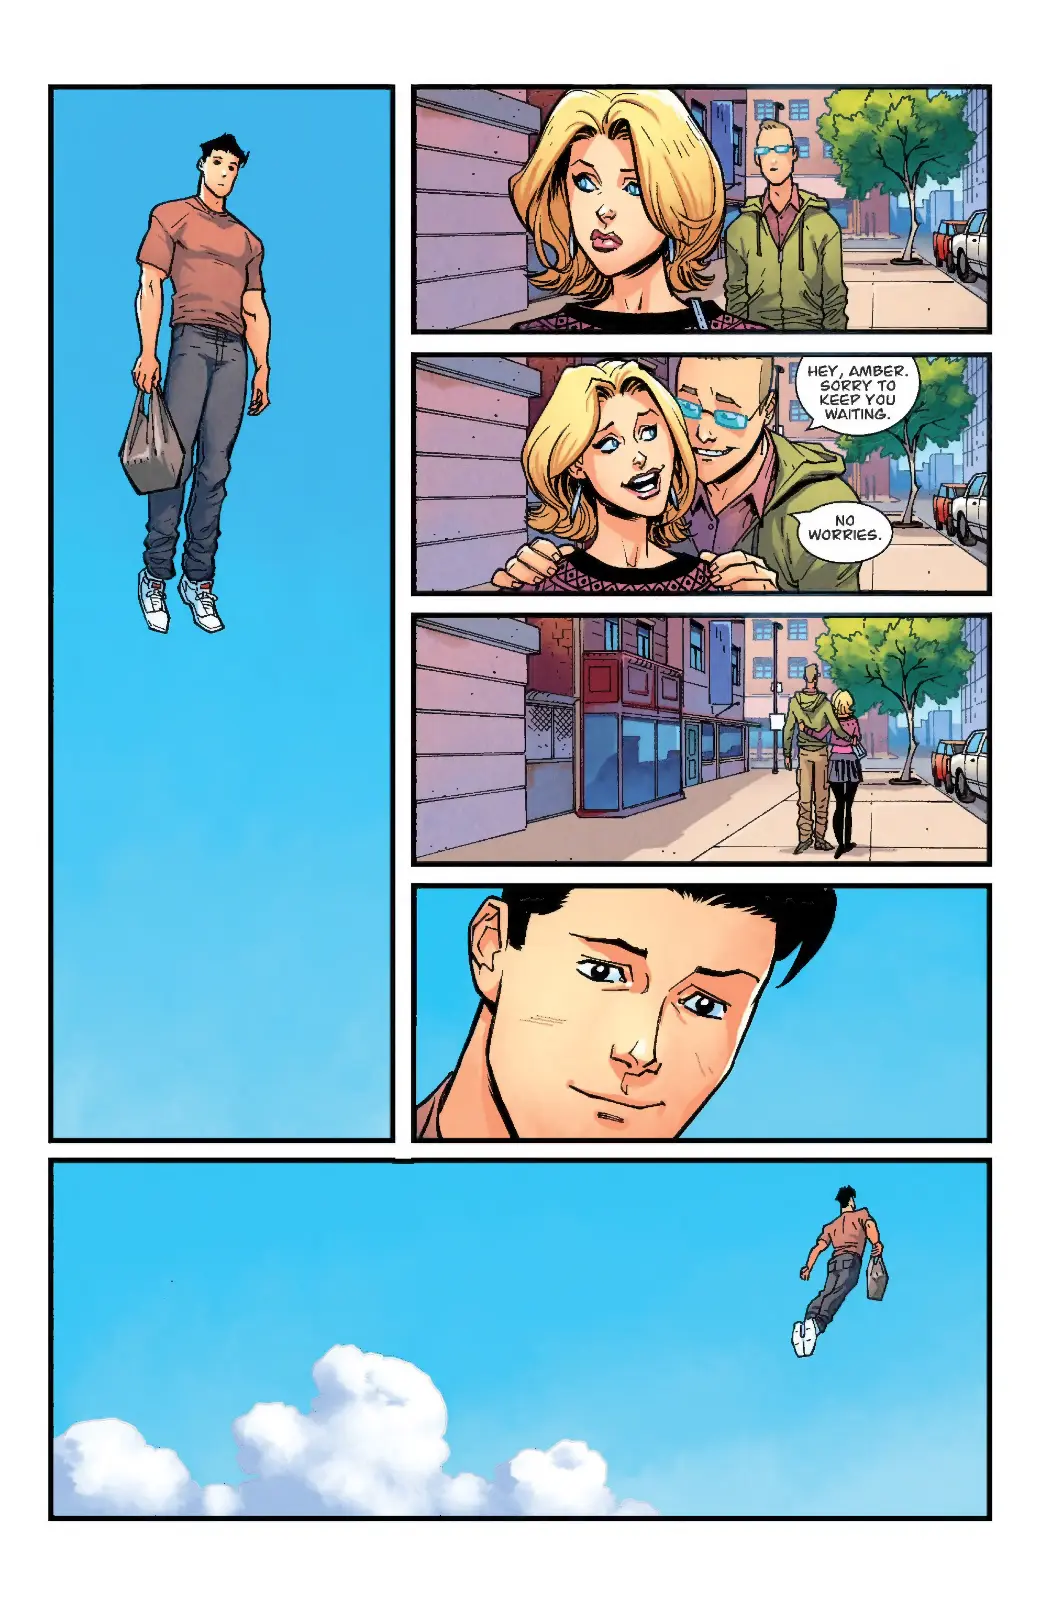 HEY, AMBER.
SORRY TO
KEEP YOU
WAITING.
NO
WORRIES.